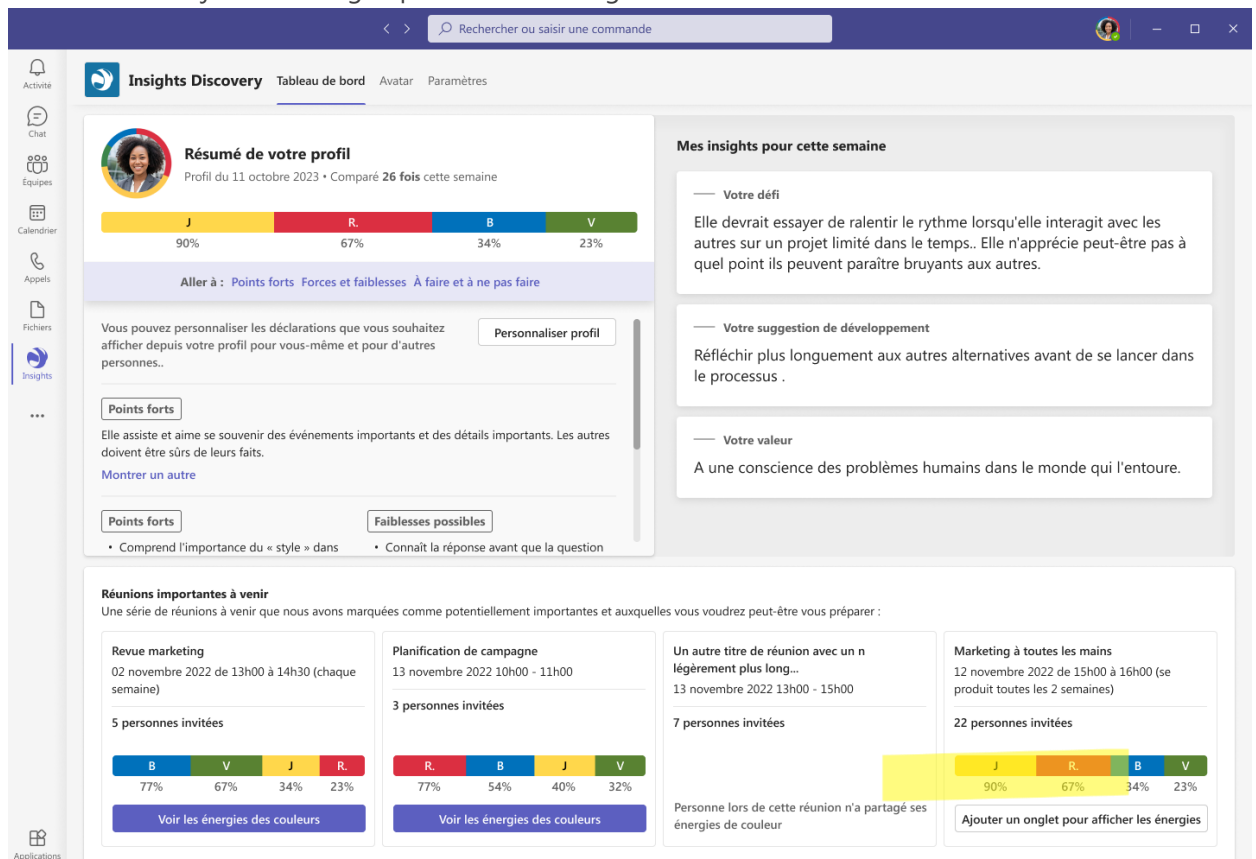 Rechercher ou saisir une commande
Activité
Chat
Équipes
Calendrier
Appels
Fichiers
Insights
Applications
Insights Discovery Tableau de bord Avatar Paramètres
Résumé de votre profil
Profil du 11 octobre 2023 • Comparé 26 fois cette semaine
J R. B V
90% 67% 34% 23%
Aller à : Points forts Forces et faiblesses À faire et à ne pas faire
Vous pouvez personnaliser les déclarations que vous souhaitez
afficher depuis votre profil pour vous-même et pour d'autres
personnes..
Personnaliser profil
Points forts
Elle assiste et aime se souvenir des événements importants et des détails importants. Les autres
doivent être sûrs de leurs faits.
Montrer un autre
Points forts
• Comprend l'importance du « style » dans
Faiblesses possibles
• Connaît la réponse avant que la question
Mes insights pour cette semaine
Votre défi
Elle devrait essayer de ralentir le rythme lorsqu'elle interagit avec les
autres sur un projet limité dans le temps.. Elle n'apprécie peut-être pas à
quel point ils peuvent paraître bruyants aux autres.
Votre suggestion de développement
Réfléchir plus longuement aux autres alternatives avant de se lancer dans
le processus .
Votre valeur
A une conscience des problèmes humains dans le monde qui l'entoure.
Réunions importantes à venir
Une série de réunions à venir que nous avons marquées comme potentiellement importantes et auxquelles vous voudrez peut-être vous préparer :
Revue marketing
02 novembre 2022 de 13h00 à 14h30 (chaque
semaine)
5 personnes invitées
B V J R.
77% 67% 34% 23%
Voir les énergies des couleurs
Planification de campagne
13 novembre 2022 10h00 - 11h00
3 personnes invitées
R. B J V
77% 54% 40% 32%
Voir les énergies des couleurs
Un autre titre de réunion avec un n
légèrement plus long...
13 novembre 2022 13h00 - 15h00
7 personnes invitées
Personne lors de cette réunion n'a partagé ses
énergies de couleur
Marketing à toutes les mains
12 novembre 2022 de 15h00 à 16h00 (se
produit toutes les 2 semaines)
22 personnes invitées
J R. B V
90% 67% 34% 23%
Ajouter un onglet pour afficher les énergies